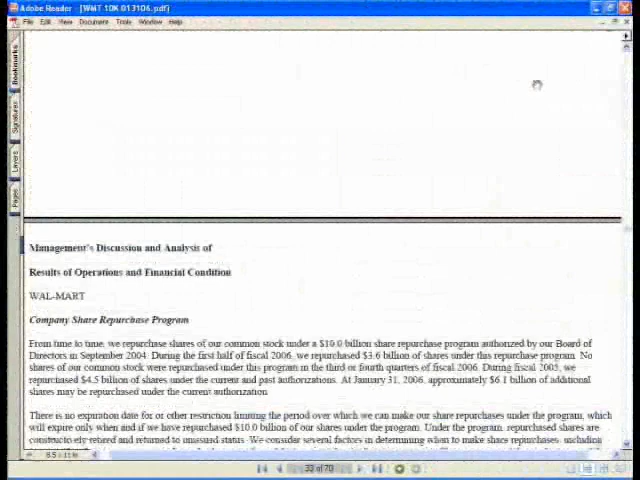 Adobe Reader - [WMT 10K 013106.pdf]
File Edit View Document Tools Window Help
Bookmarks
Signatures
Layers
Pages
Management's Discussion and Analysis of
Results of Operations and Financial Condition
WAL-MART
Company Share Repurchase Program
From time to time, we repurchase shares of our common stock under a $10.0 billion share repurchase program authorized by our Board of
Directors in September 2004. During the first half of fiscal 2006, we repurchased $3.6 billion of shares under this repurchase program. No
shares of our common stock were repurchased under this program in the third or fourth quarters of fiscal 2006. During fiscal 2005, we
repurchased $4.5 billion of shares under the current and past authorizations. At January 31, 2006, approximately $6.1 billion of additional
shares may be repurchased under the current authorization.
There is no expiration date for or other restriction limiting the period over which we can make our share repurchases under the program, which
will expire only when and if we have repurchased $10.0 billion of our shares under the program. Under the program, repurchased shares are
constructively retired and returned to unissued status. We consider several factors in determining when to make share repurchases, including
8.5 x 11 in
33 of 70